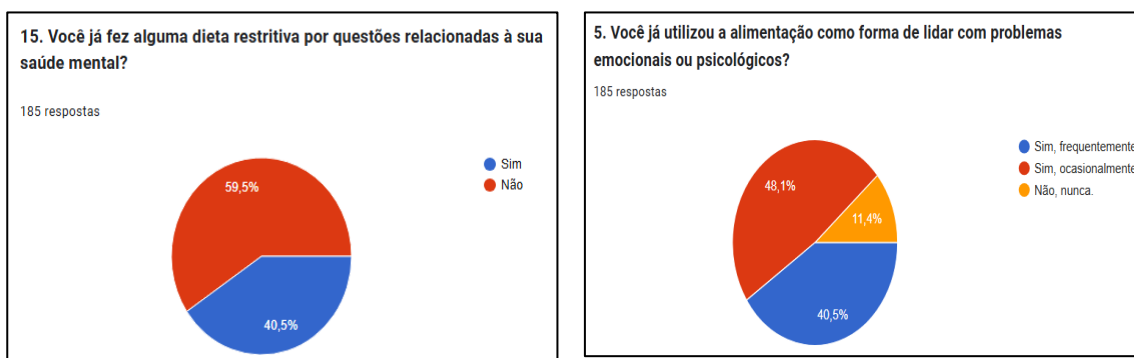 15. Você já fez alguma dieta restritiva por questões relacionadas à sua
saúde mental?
185 respostas
Sim
Não
59,5%
40,5%
5. Você já utilizou a alimentação como forma de lidar com problemas
emocionais ou psicológicos?
185 respostas
Sim, frequentemente
Sim, ocasionalmente
Não, nunca.
48,1%
11,4%
40,5%